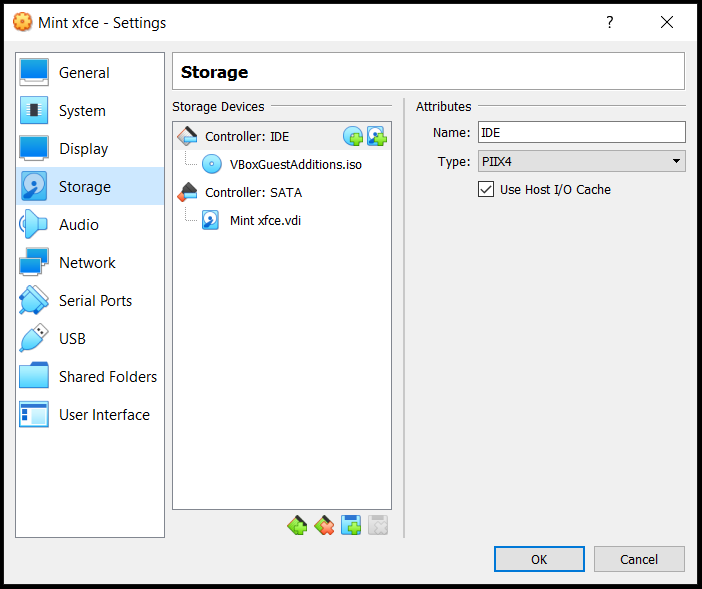 Mint xfce - Settings
?
General
System
Display
Storage
Audio
Network
Serial Ports
USB
Shared Folders
User Interface
Storage
Storage Devices
Controller: IDE
VBoxGuestAdditions.iso
Controller: SATA
Mint xfce.vdi
Attributes
Name: IDE
Type: PIIX4
Use Host I/O Cache
OK
Cancel